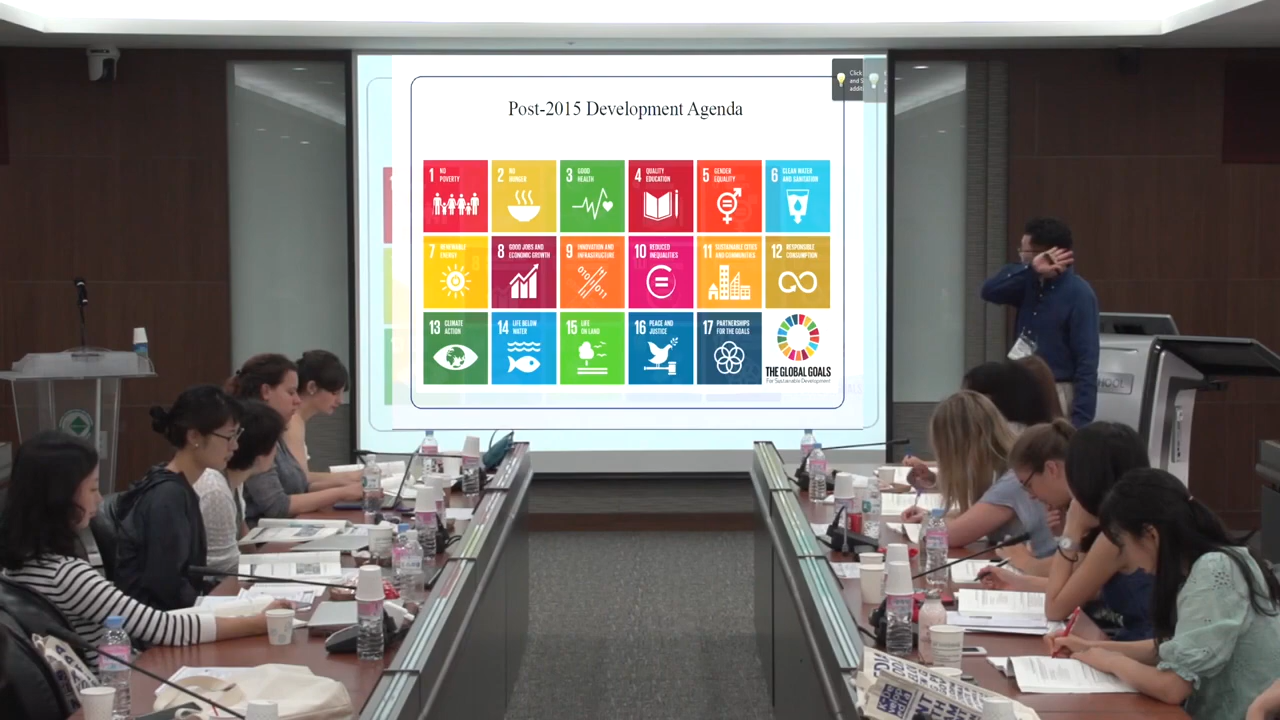 Post-2015 Development Agenda
Click
and S
addit
1 NO
POVERTY
2 NO
HUNGER
3 GOOD
HEALTH
4 QUALITY
EDUCATION
5 GENDER
EQUALITY
6 CLEAN WATER
AND SANITATION
7 RENEWABLE
ENERGY
8 GOOD JOBS AND
ECONOMIC GROWTH
9 INNOVATION AND
INFRASTRUCTURE
10 REDUCED
INEQUALITIES
11 SUSTAINABLE CITIES
AND COMMUNITIES
12 RESPONSIBLE
CONSUMPTION
13 CLIMATE
ACTION
14 LIFE BELOW
WATER
15 LIFE
ON LAND
16 PEACE AND
JUSTICE
17 PARTNERSHIPS
FOR THE GOALS
THE GLOBAL GOALS
For Sustainable Development